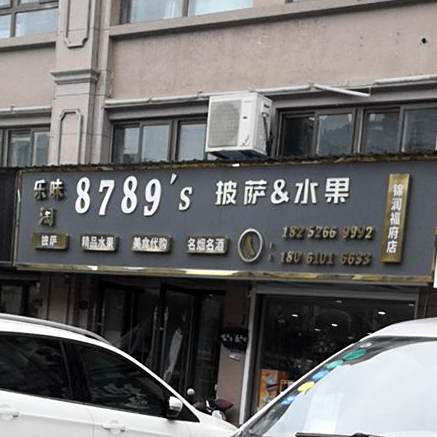 乐味淘 8789's 披萨&水果
披萨 精品水果 美食代购 名烟名酒
182 5266 9992
180 6101 6633
锦润福府店